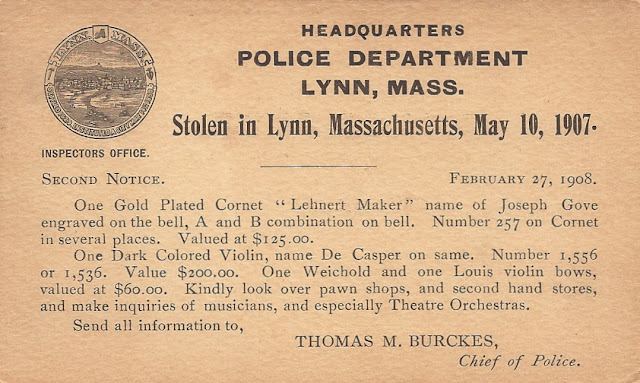 HEADQUARTERS
POLICE DEPARTMENT
LYNN, MASS.
Stolen in Lynn, Massachusetts, May 10, 1907.
LYNN, MASS.
INSPECTORS OFFICE.
SECOND NOTICE. FEBRUARY 27, 1908.
One Gold Plated Cornet "Lehnert Maker" name of Joseph Gove
engraved on the bell, A and B combination on bell. Number 257 on Cornet
in several places. Valued at $125.00.
One Dark Colored Violin, name De Casper on same. Number 1,556
or 1,536. Value $200.00. One Weichold and one Louis violin bows,
valued at $60.00. Kindly look over pawn shops, and second hand stores,
and make inquiries of musicians, and especially Theatre Orchestras.
Send all information to,
THOMAS M. BURCKES,
Chief of Police.